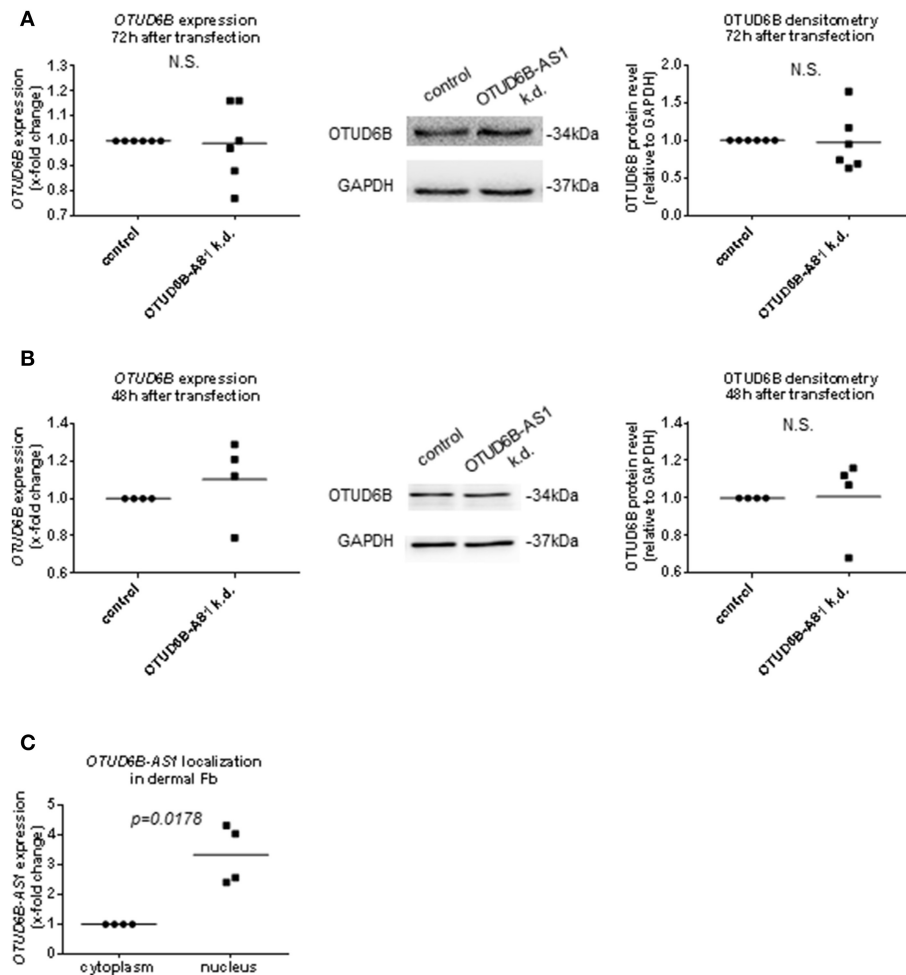 A
OTUD6B expression
72h after transfection
N.S.
OTUD6B expression
(x-fold change)
1.3
1.2
1.1
1.0
0.9
0.8
0.7
control
OTUD6B-AS1 k.d.
control
OTUD6B-AS1
k.d.
OTUD6B
-34kDa
GAPDH
-37kDa
OTUD6B densitometry
72h after transfection
N.S.
OTUD6B protein revel
(relative to GAPDH)
2.0
1.5
1.0
0.5
0.0
control
OTUD6B-AS1 k.d.
B
OTUD6B expression
48h after transfection
OTUD6B expression
(x-fold change)
1.4
1.2
1.0
0.8
0.6
control
OTUD6B-AS1 k.d.
control
OTUD6B-AS1
k.d.
OTUD6B
-34kDa
GAPDH
-37kDa
OTUD6B densitometry
48h after transfection
N.S.
OTUD6B protein revel
(relative to GAPDH)
1.4
1.2
1.0
0.8
0.6
control
OTUD6B-AS1 k.d.
C
OTUD6B-AS1 localization
in dermal Fb
p=0.0178
OTUD6B-AS1 expression
(x-fold change)
5
4
3
2
1
0
cytoplasm
nucleus